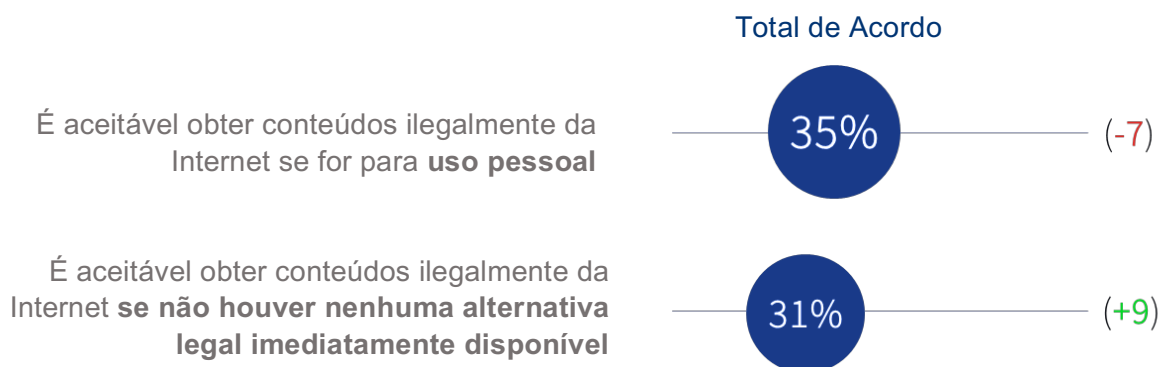 Total de Acordo
É aceitável obter conteúdos ilegalmente da
Internet se for para uso pessoal
35%
(-7)
É aceitável obter conteúdos ilegalmente da
Internet se não houver nenhuma alternativa
legal imediatamente disponível
31%
(+9)